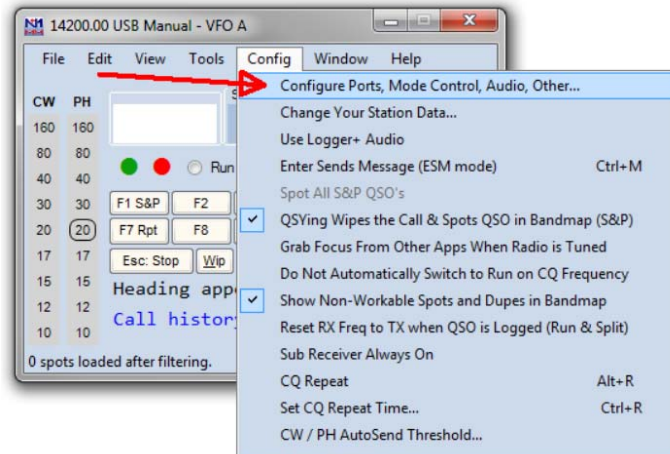 14200.00 USB Manual - VFO A
File Edit View Tools Config Window Help
Configure Ports, Mode Control, Audio, Other...
Change Your Station Data...
Use Logger+ Audio
Enter Sends Message (ESM mode) Ctrl+M
Spot All S&P QSO's
QSYing Wipes the Call & Spots QSO in Bandmap (S&P)
Grab Focus From Other Apps When Radio is Tuned
Do Not Automatically Switch to Run on CQ Frequency
Show Non-Workable Spots and Dupes in Bandmap
Reset RX Freq to TX when QSO is Logged (Run & Split)
Sub Receiver Always On
CQ Repeat Alt+R
Set CQ Repeat Time... Ctrl+R
CW / PH AutoSend Threshold...
CW PH
160 160
80 80
40 40
30 30
20 20
17 17
15 15
12 12
10 10
Run
F1 S&P F2
F7 Rpt F8
Esc: Stop Wip
Heading app
Call history
0 spots loaded after filtering.